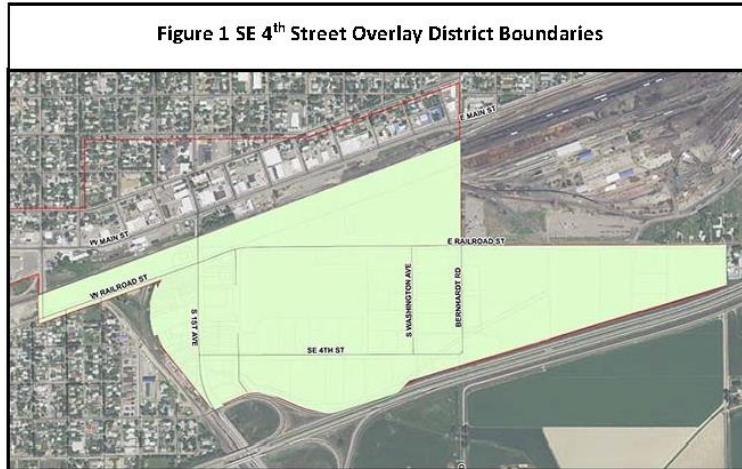 Figure 1 SE 4th Street Overlay District Boundaries
E MAIN ST
W MAIN ST
E RAILROAD ST
W RAILROAD ST
S 1ST AVE
S WASHINGTON AVE
BERNHARDT RD
SE 4TH ST